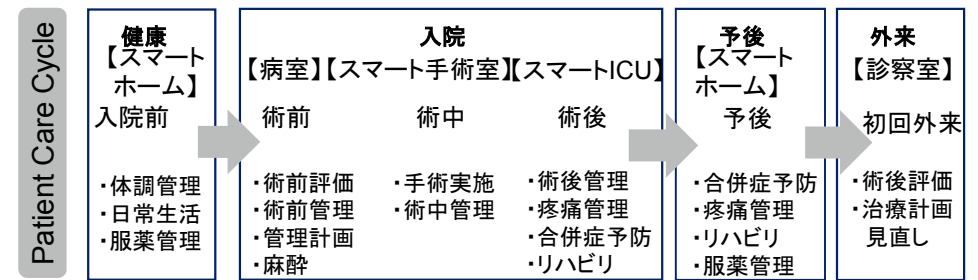 Patient Care Cycle
健康
【スマート
ホーム】
入院前
・体調管理
・日常生活
・服薬管理
入院
【病室】【スマート手術室】【スマートICU】
術前
・術前評価
・術前管理
・管理計画
・麻酔
術中
・手術実施
・術中管理
術後
・術後管理
・疼痛管理
・合併症予防
・リハビリ
予後
【スマート
ホーム】
予後
・合併症予防
・疼痛管理
・リハビリ
・服薬管理
外来
【診察室】
初回外来
・術後評価
・治療計画
見直し